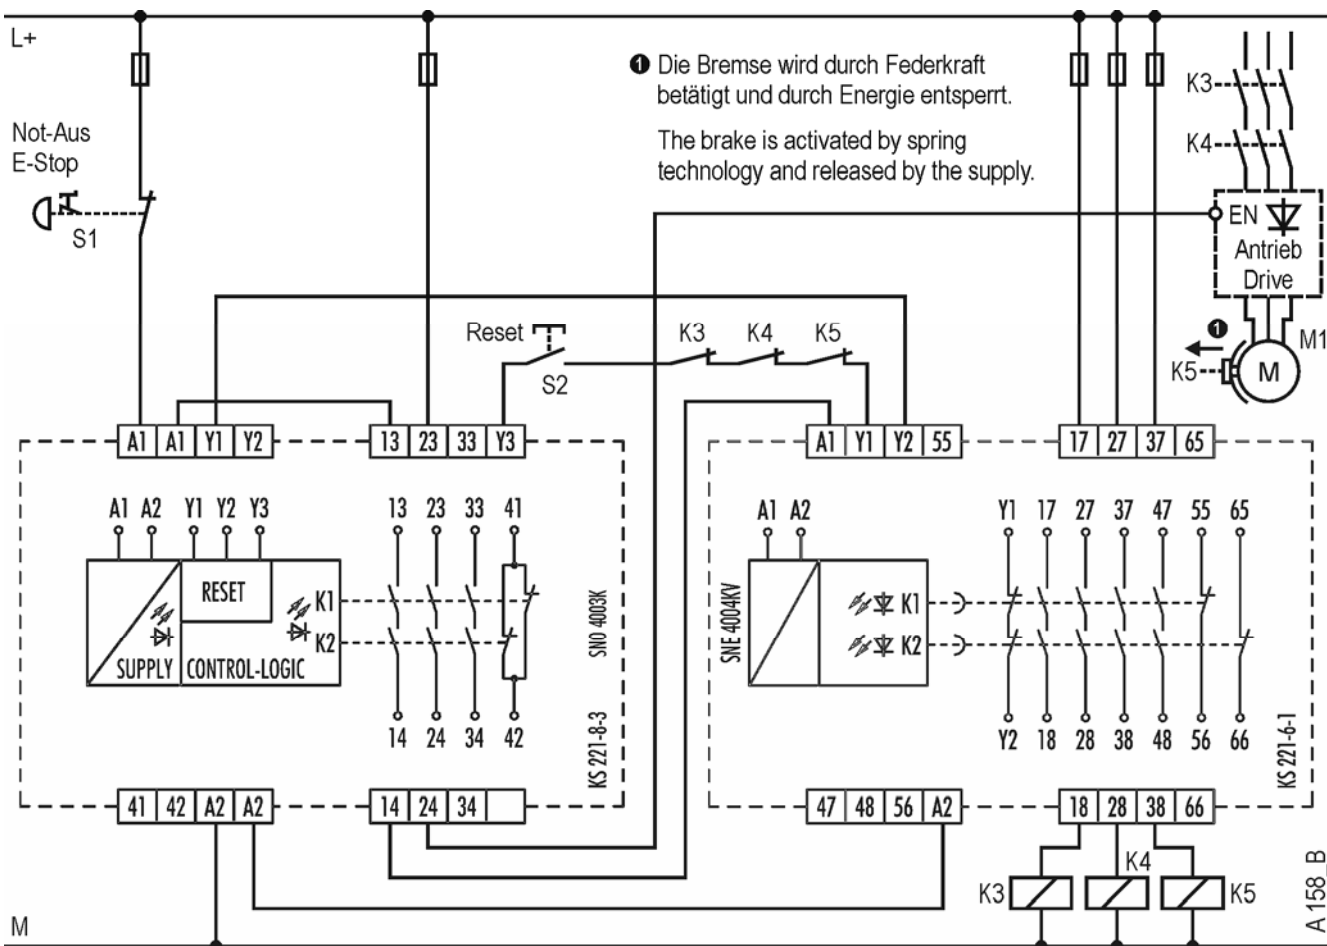 L+
❶ Die Bremse wird durch Federkraft
betätigt und durch Energie entsperrt.
The brake is activated by spring
technology and released by the supply.
K3
K4
Not-Aus
E-Stop
S1
EN
Antrieb
Drive
❶
M1
K5
M
Reset
S2
K3 K4 K5
A1 A1 Y1 Y2
13 23 33 Y3
A1 Y1 Y2 55
17 27 37 65
A1 A2 Y1 Y2 Y3
13 23 33 41
RESET
K1
K2
SUPPLY CONTROL-LOGIC
14 24 34 42
SNO 4003K
KS 221-8-3
A1 A2
SNE 4004KV
K1
K2
Y1 17 27 37 47 55 65
Y2 18 28 38 48 56 66
KS 221-6-1
41 42 A2 A2
14 24 34
47 48 56 A2
18 28 38 66
K3
K4
K5
A 158_B
M